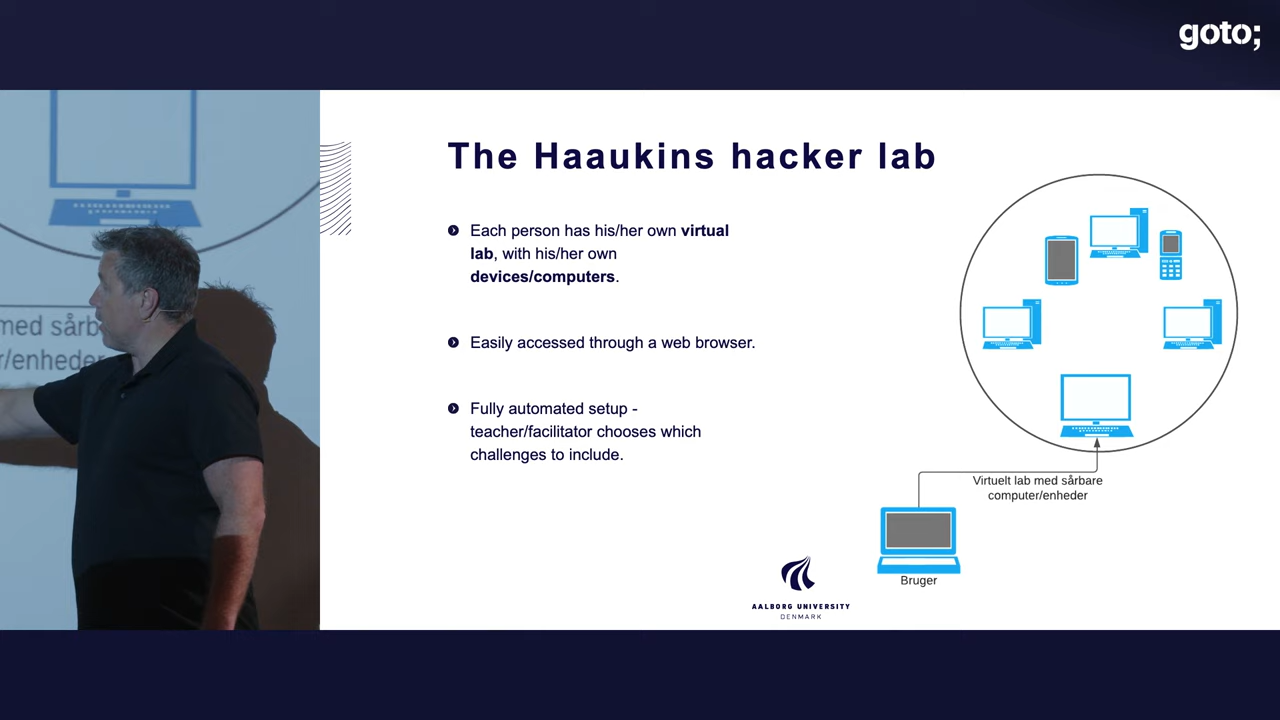 goto;
The Haaukins hacker lab
Each person has his/her own virtual
lab, with his/her own
devices/computers.
Easily accessed through a web browser.
Fully automated setup -
teacher/facilitator chooses which
challenges to include.
Virtuelt lab med sårbare
computer/enheder
Bruger
AALBORG UNIVERSITY
DENMARK
med sårb
r/enheder